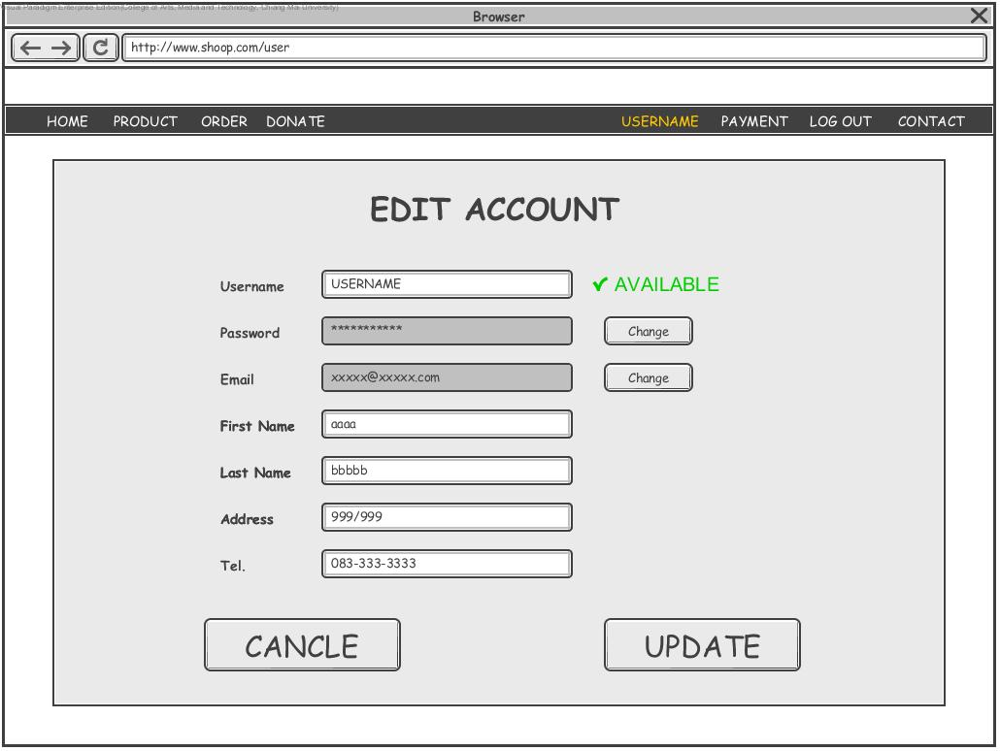 Visual Paradigm Enterprise Edition(College of Arts, Media and Technology, Chiang Mai University)
Browser
http://www.shoop.com/user
HOME PRODUCT ORDER DONATE USERNAME PAYMENT LOG OUT CONTACT
EDIT ACCOUNT
Username USERNAME ✔ AVAILABLE
Password *********** Change
Email xxxxx@xxxxx.com Change
First Name aaaa
Last Name bbbbb
Address 999/999
Tel. 083-333-3333
CANCLE UPDATE